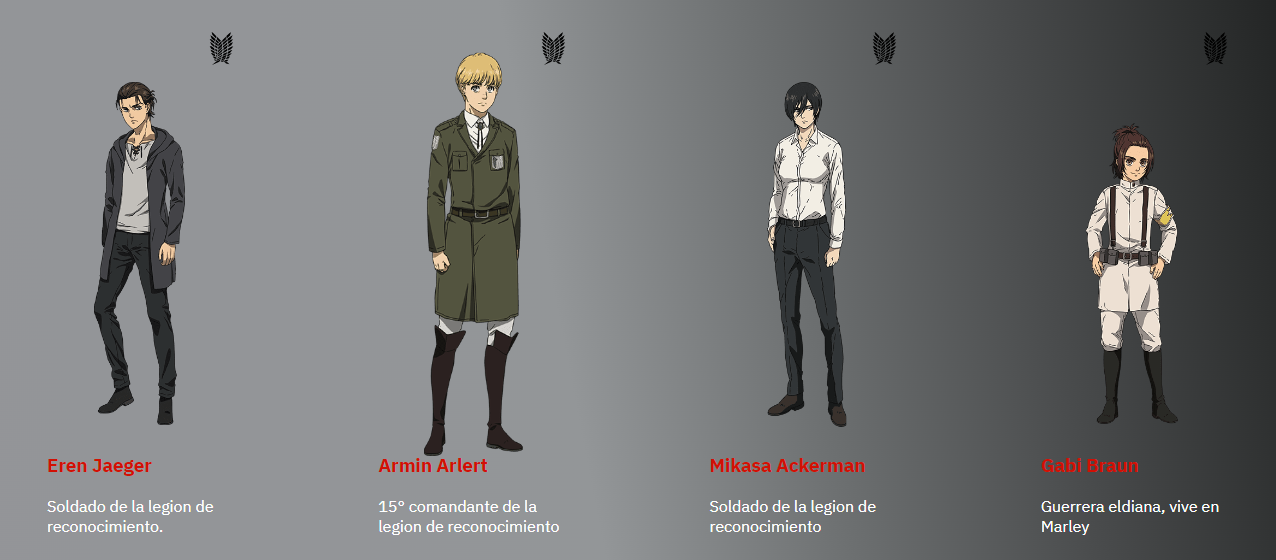 Eren Jaeger
Soldado de la legion de
reconocimiento.
Armin Arlert
15° comandante de la
legion de reconocimiento
Mikasa Ackerman
Soldado de la legion de
reconocimiento
Gabi Braun
Guerrera eldiana, vive en
Marley